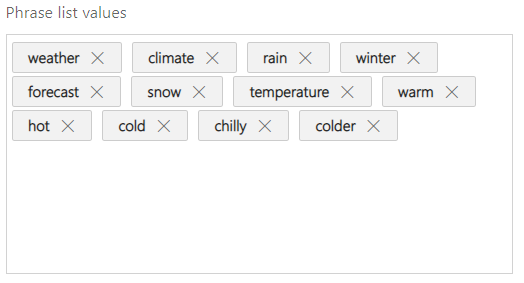 Phrase list values
weather climate rain winter
forecast snow temperature warm
hot cold chilly colder